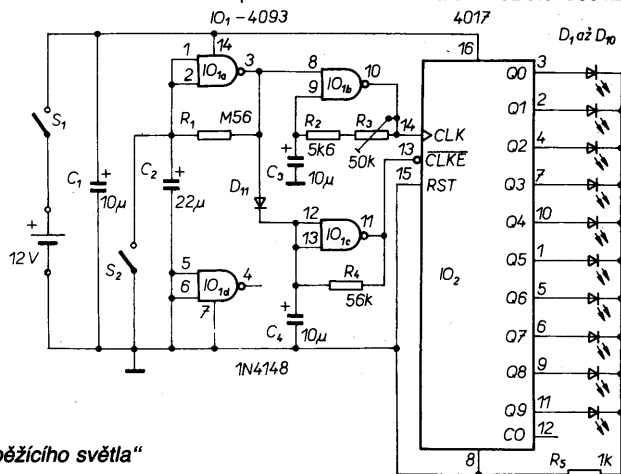 IO1 - 4093
4017
D1 až D10
1
2
14
3
IO1a
8
9
10
IO1b
16
Q0
3
Q1
2
Q2
4
Q3
7
Q4
10
Q5
1
Q6
5
Q7
6
Q8
9
Q9
11
CO
12
S1
R1
M56
R2
5k6
R3
50k
14
CLK
13
CLKE
15
RST
C1
10µ
C2
22µ
C3
10µ
D11
12
13
11
IO1c
IO2
12 V
S2
5
6
4
IO1d
7
R4
56k
C4
10µ
1N4148
ěžícího světla“
8
R5
1k